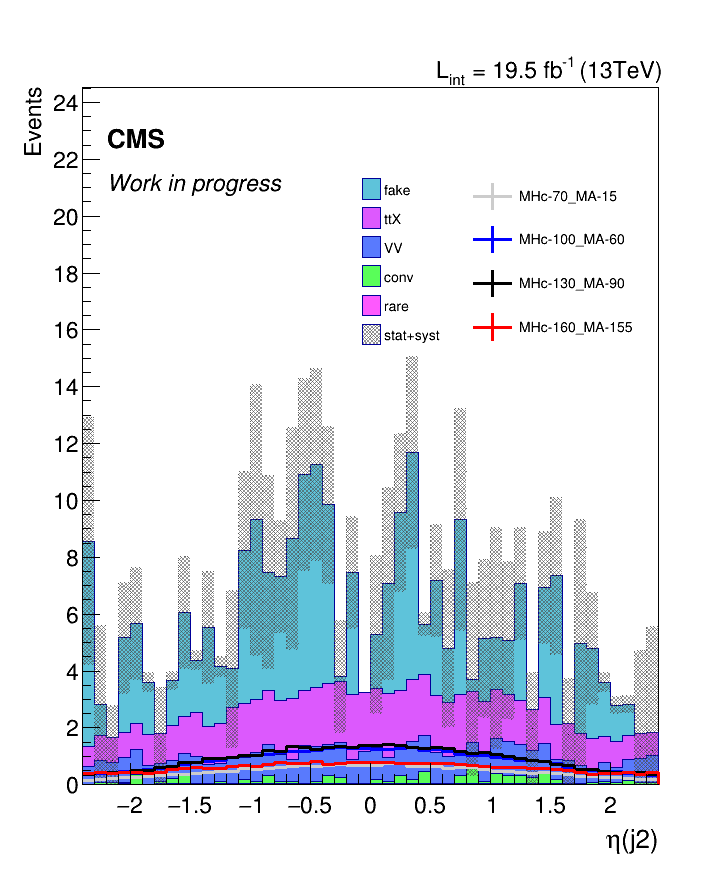 L_int = 19.5 fb^-1 (13TeV)
Events
24
22
20
18
16
14
12
10
8
6
4
2
0
CMS
Work in progress
fake
ttX
VV
conv
rare
stat+syst
MHc-70_MA-15
MHc-100_MA-60
MHc-130_MA-90
MHc-160_MA-155
−2 −1.5 −1 −0.5 0 0.5 1 1.5 2
η(j2)